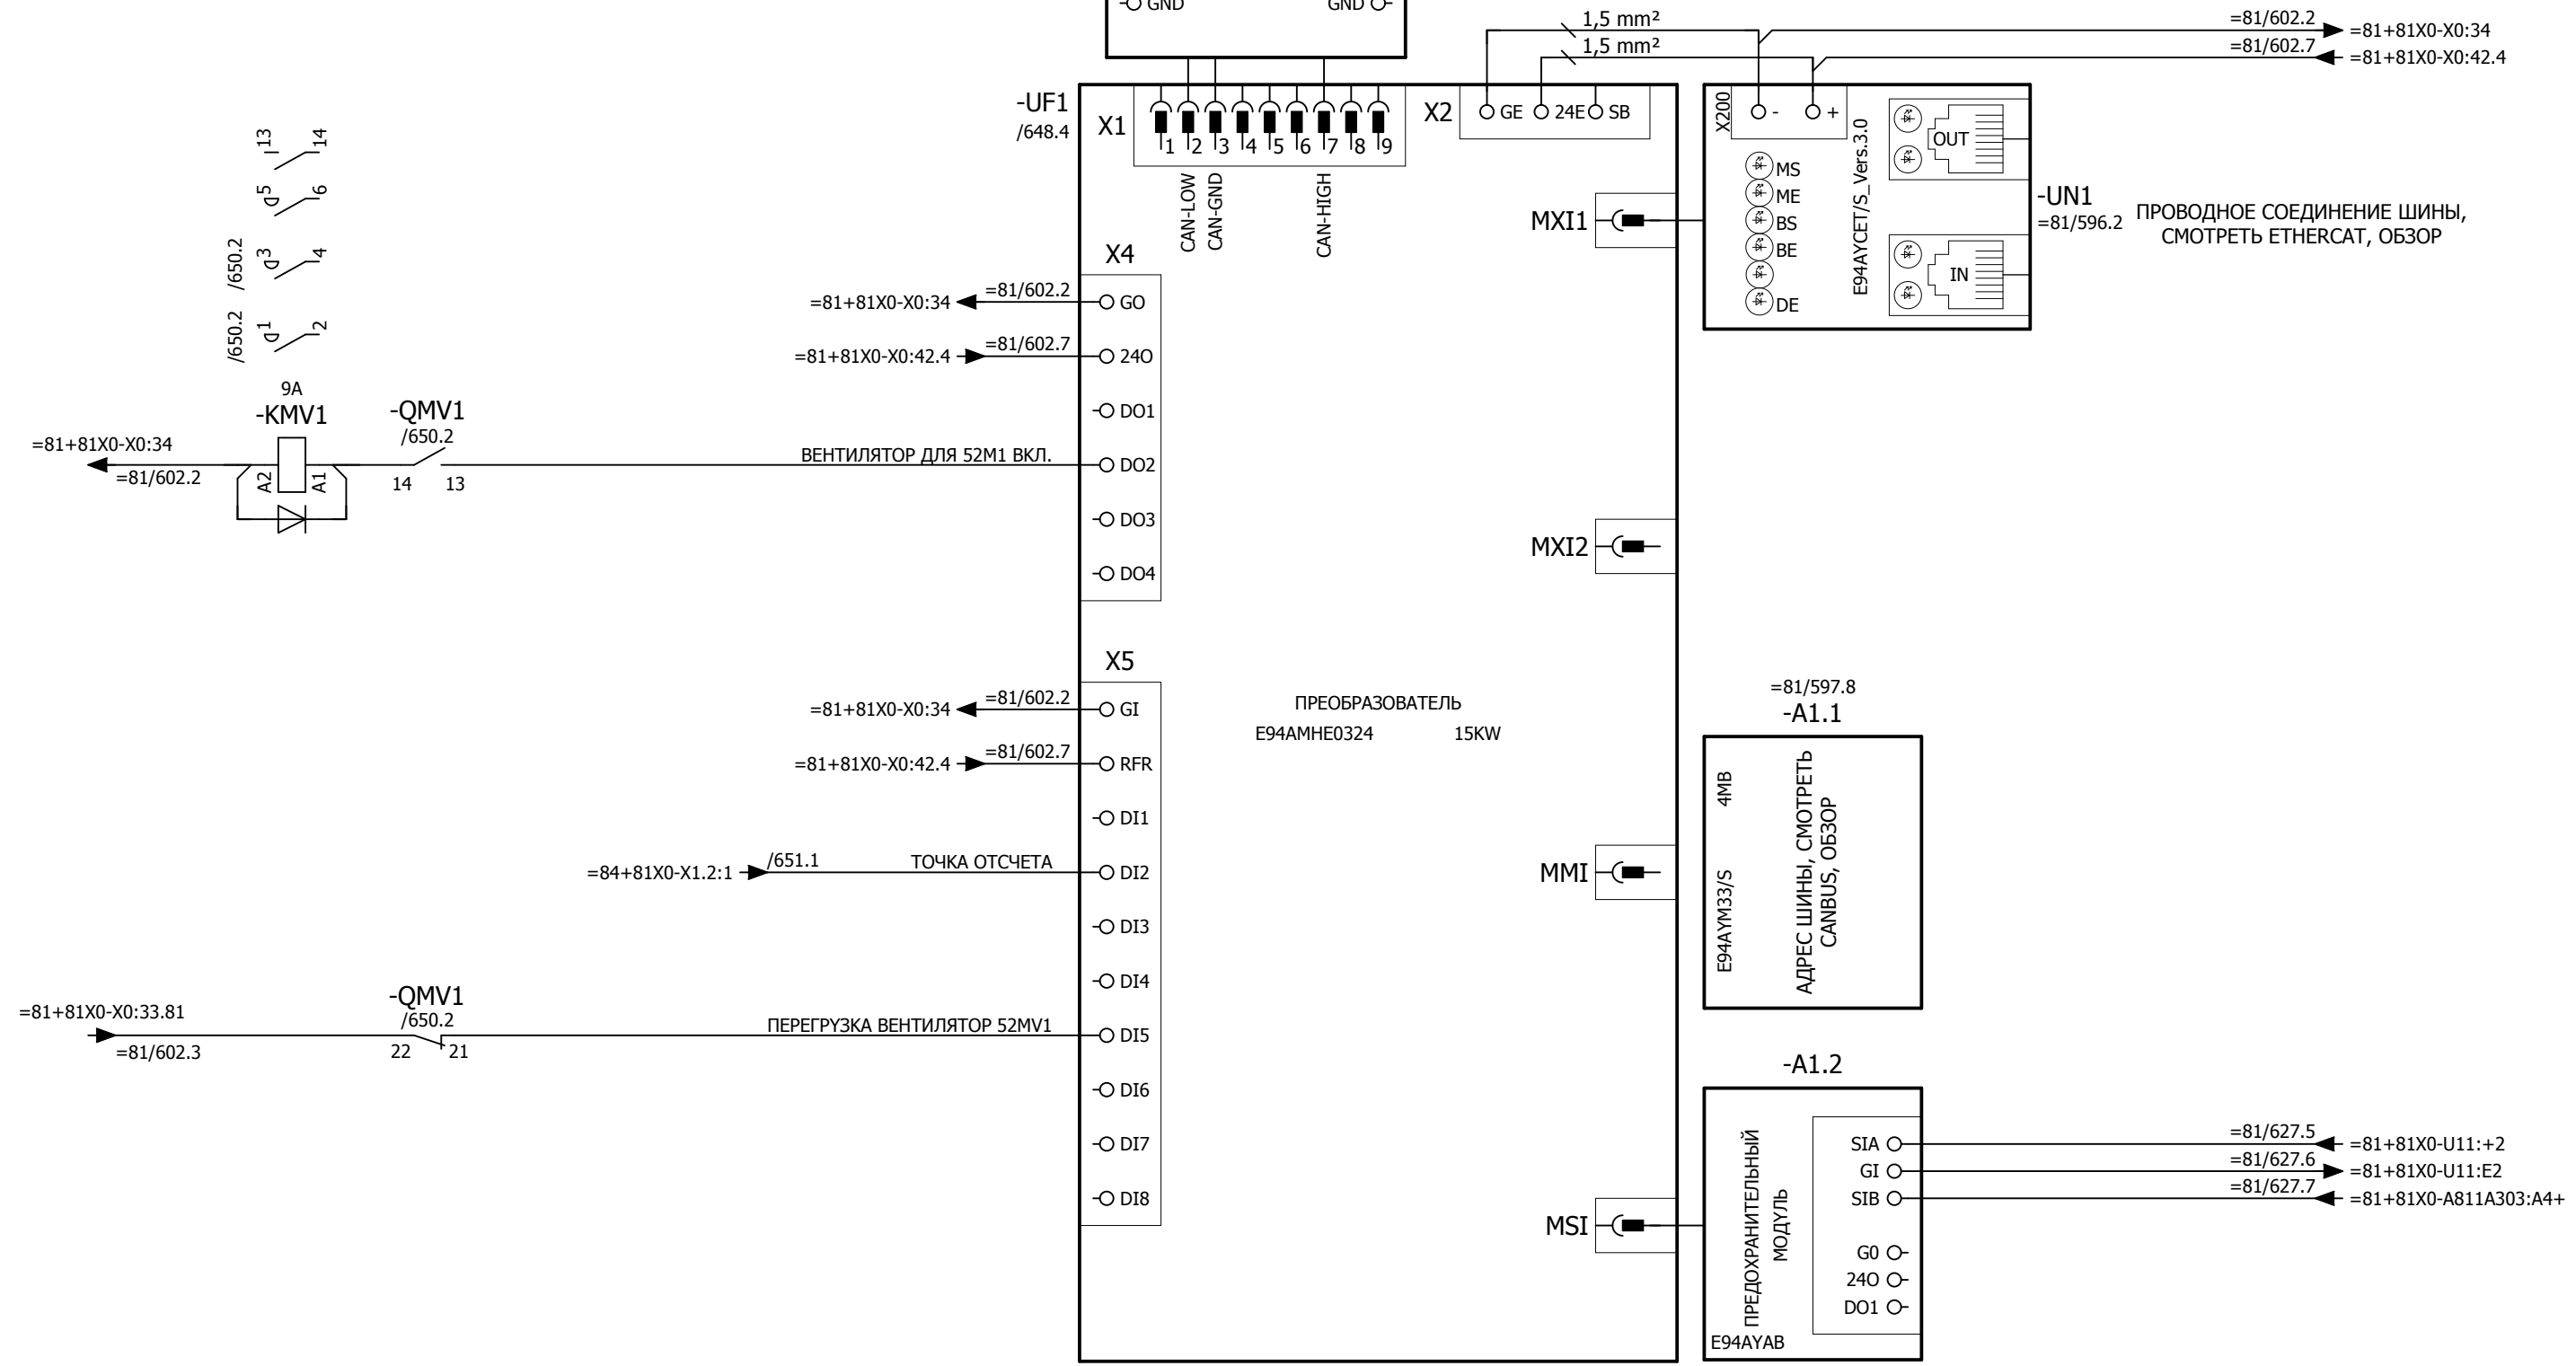 GND GND
1,5 mm² =81/602.2 =81+81X0-X0:34
1,5 mm² =81/602.7 =81+81X0-X0:42.4
-UF1
/648.4
X1
1 2 3 4 5 6 7 8 9
CAN-LOW
CAN-GND
CAN-HIGH
X2 GE 24E SB
X200
- +
MS
ME
BS
BE
DE
E94AYCET/S_Vers.3.0
OUT
IN
-UN1
=81/596.2
ПРОВОДНОЕ СОЕДИНЕНИЕ ШИНЫ,
СМОТРЕТЬ ETHERCAT, ОБЗОР
13 14
5 6
/650.2 3 4
/650.2 1 2
9A
-KMV1
A2 A1
=81+81X0-X0:34
=81/602.2
-QMV1
/650.2
14 13
ВЕНТИЛЯТОР ДЛЯ 52M1 ВКЛ.
X4
=81+81X0-X0:34 =81/602.2 GO
=81+81X0-X0:42.4 =81/602.7 24O
DO1
DO2
DO3
DO4
MXI1
MXI2
MMI
MSI
X5
=81+81X0-X0:34 =81/602.2 GI
=81+81X0-X0:42.4 =81/602.7 RFR
DI1
=84+81X0-X1.2:1 /651.1 ТОЧКА ОТСЧЕТА DI2
DI3
DI4
=81+81X0-X0:33.81
=81/602.3
-QMV1
/650.2
22 21
ПЕРЕГРУЗКА ВЕНТИЛЯТОР 52MV1 DI5
DI6
DI7
DI8
ПРЕОБРАЗОВАТЕЛЬ
E94AMHE0324 15KW
=81/597.8
-A1.1
E94AYM33/S 4MB
АДРЕС ШИНЫ, СМОТРЕТЬ
CANBUS, ОБЗОР
-A1.2
ПРЕДОХРАНИТЕЛЬНЫЙ
МОДУЛЬ
E94AYAB
SIA =81/627.5 =81+81X0-U11:+2
GI =81/627.6 =81+81X0-U11:E2
SIB =81/627.7 =81+81X0-A811A303:A4+
G0
24O
DO1